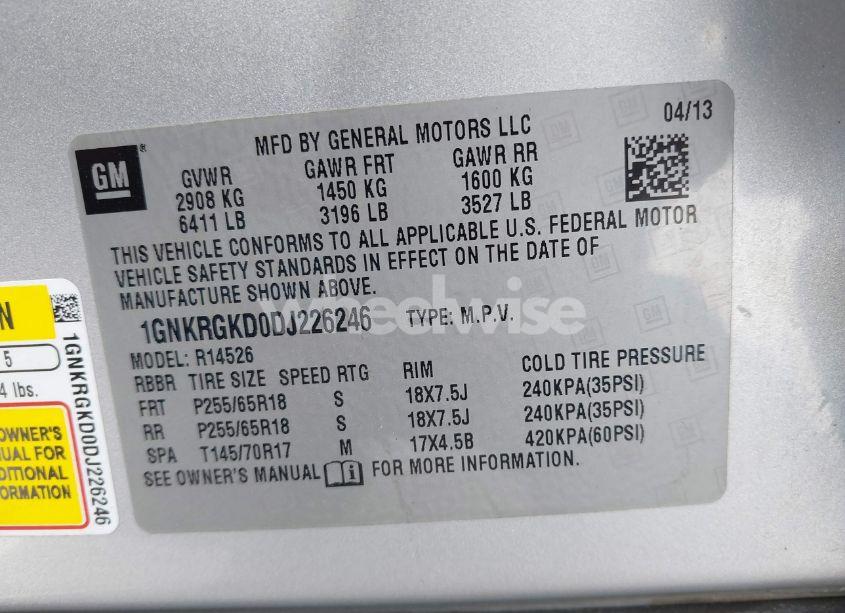 04/13
MFD BY GENERAL MOTORS LLC
GM
GVWR GAWR FRT GAWR RR
2908 KG 1450 KG 1600 KG
6411 LB 3196 LB 3527 LB
THIS VEHICLE CONFORMS TO ALL APPLICABLE U.S. FEDERAL MOTOR
VEHICLE SAFETY STANDARDS IN EFFECT ON THE DATE OF
MANUFACTURE SHOWN ABOVE.
1GNKRGKD0DJ226246 TYPE: M.P.V.
MODEL: R14526
RBBR TIRE SIZE SPEED RTG RIM COLD TIRE PRESSURE
FRT P255/65R18 S 18X7.5J 240KPA(35PSI)
RR P255/65R18 S 18X7.5J 240KPA(35PSI)
SPA T145/70R17 M 17X4.5B 420KPA(60PSI)
SEE OWNER'S MANUAL i FOR MORE INFORMATION.
N
5
4 lbs.
OWNER'S
UAL FOR
DITIONAL
ORMATION
1GNKRGKD0DJ226246
wheelwise